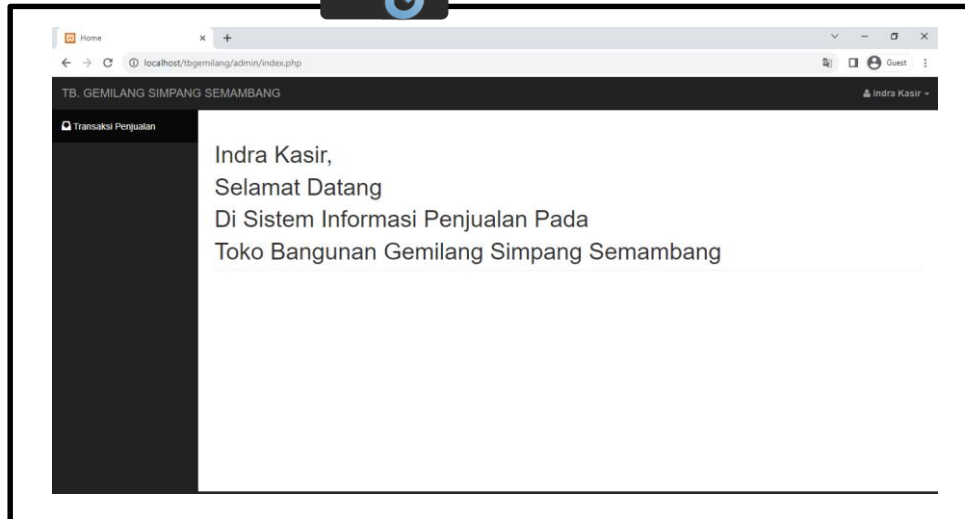 Home
localhost/tbgemilang/admin/index.php
Guest
TB. GEMILANG SIMPANG SEMAMBANG
Indra Kasir
Transaksi Penjualan
Indra Kasir,
Selamat Datang
Di Sistem Informasi Penjualan Pada
Toko Bangunan Gemilang Simpang Semambang